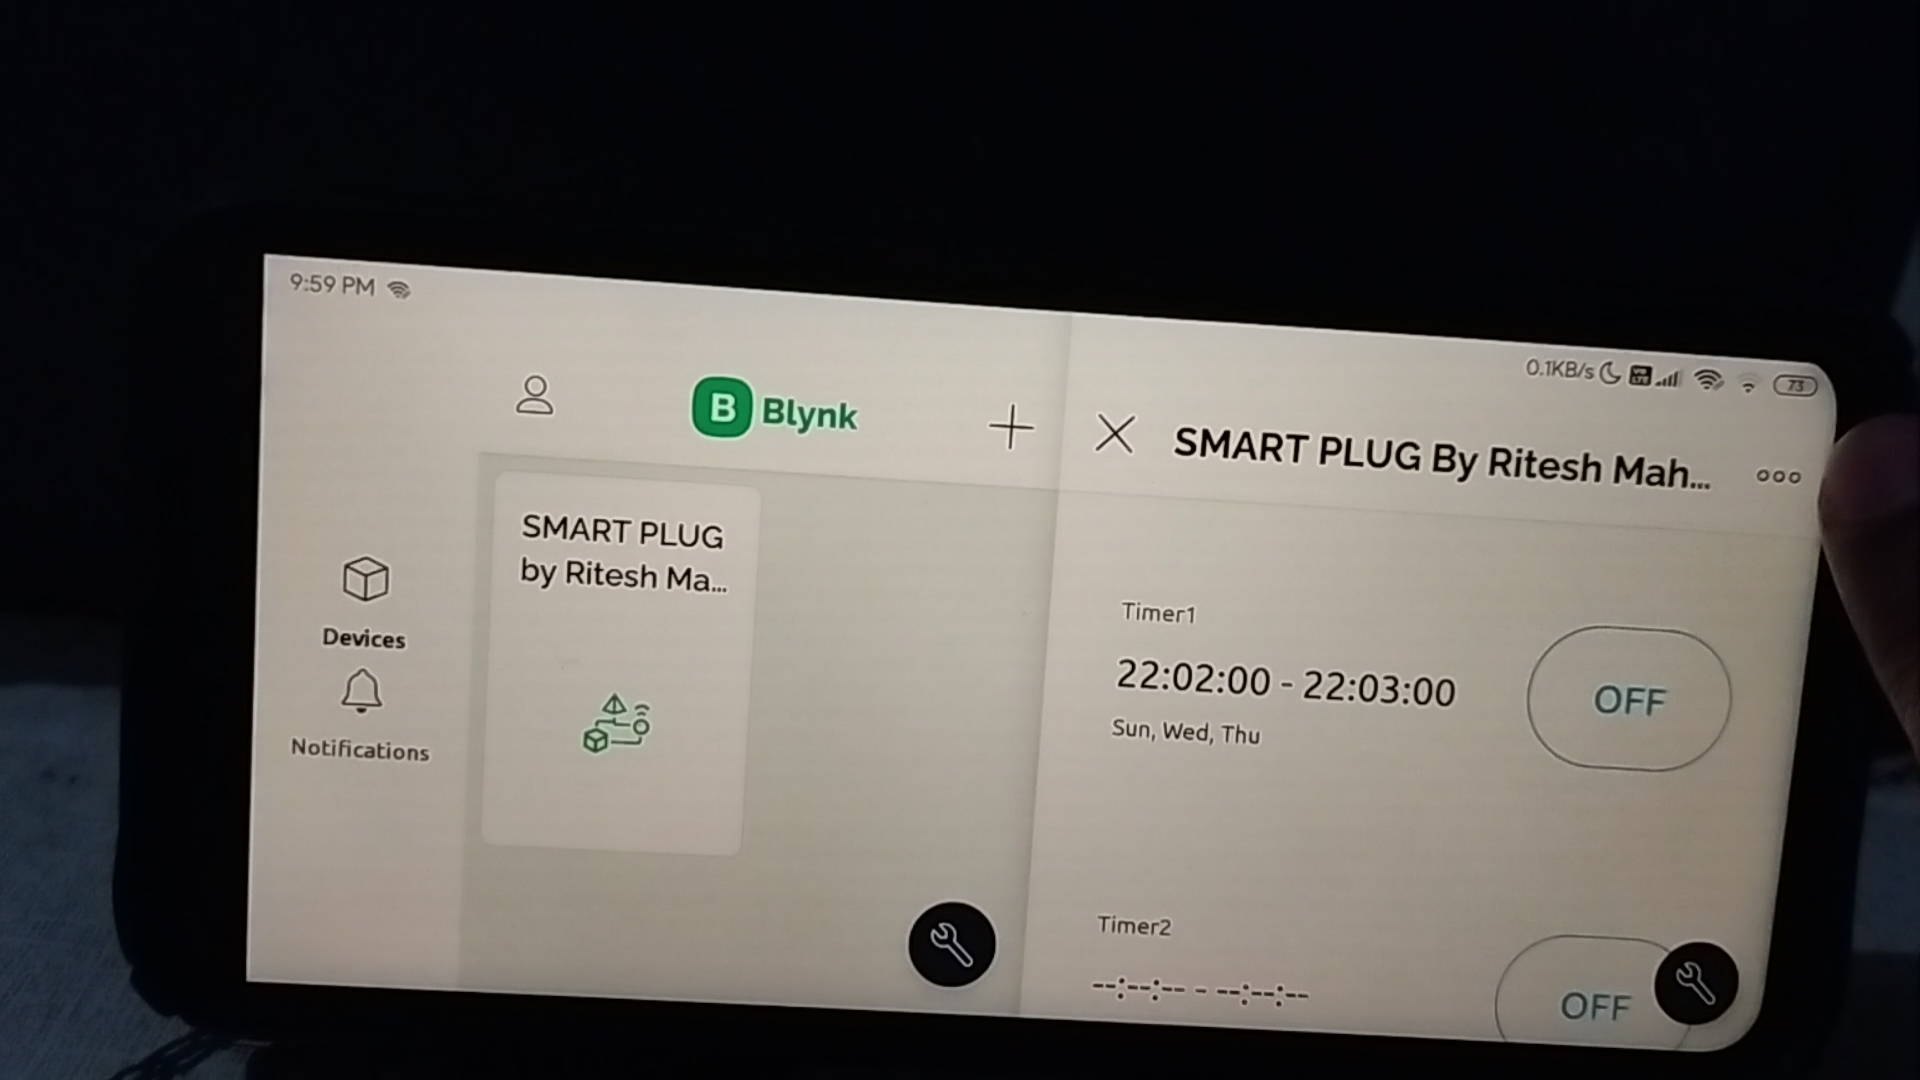 9:59 PM
0.1KB/s
73
B Blynk
SMART PLUG By Ritesh Mah...
SMART PLUG
by Ritesh Ma...
Devices
Notifications
Timer1
22:02:00 - 22:03:00
OFF
Sun, Wed, Thu
Timer2
--:--:-- - --:--:--
OFF